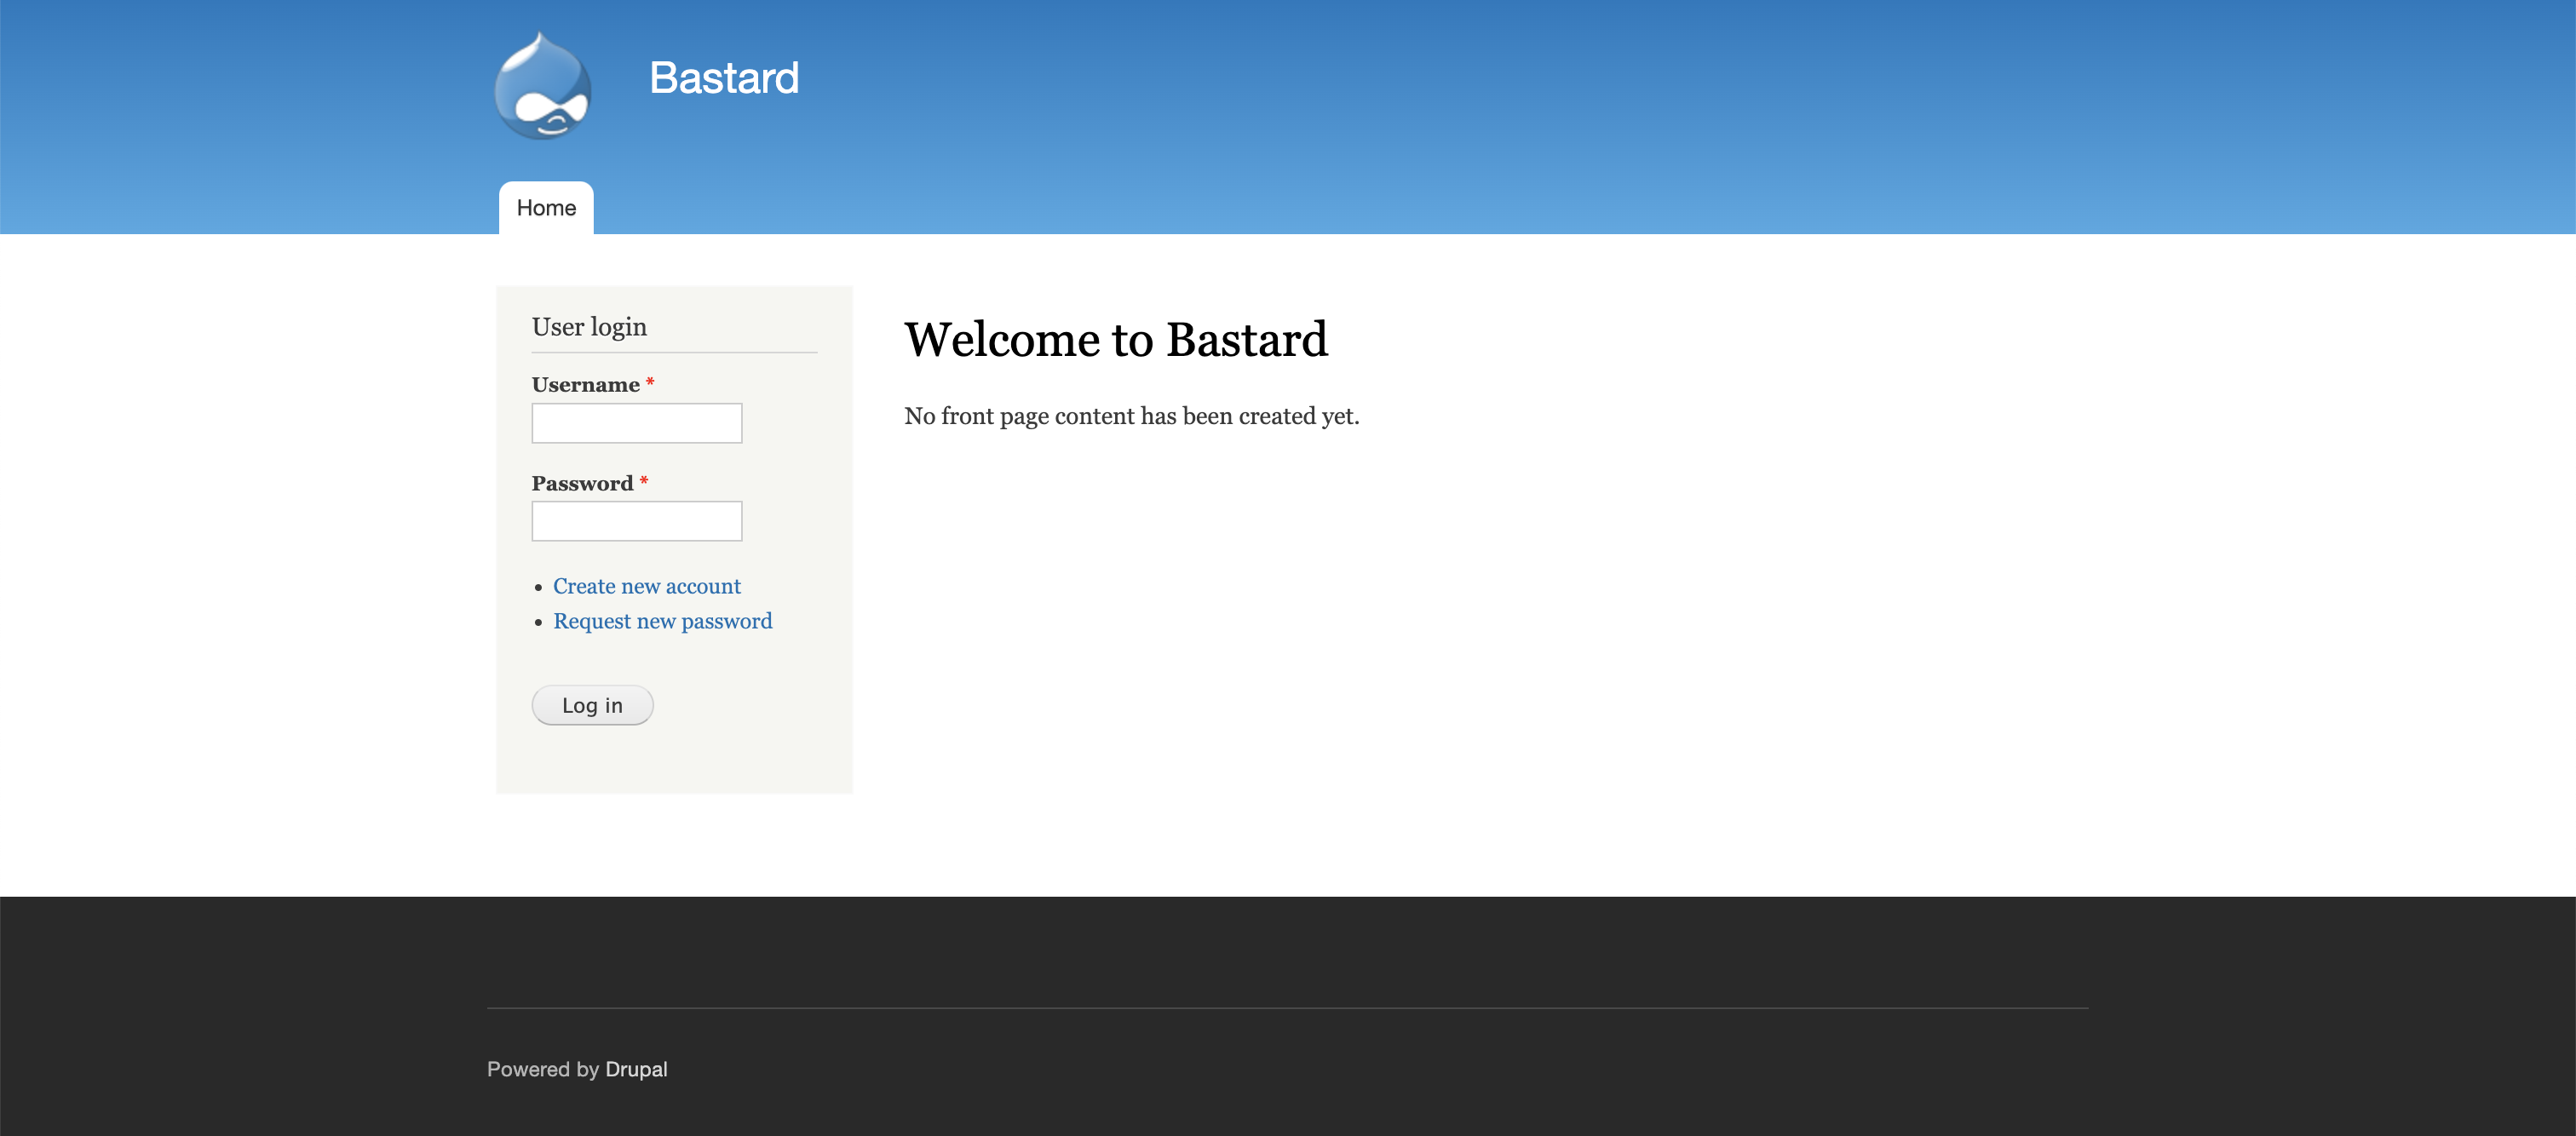 Bastard
Home
User login
Username *
Password *
Create new account
Request new password
Log in
Welcome to Bastard
No front page content has been created yet.
Powered by Drupal